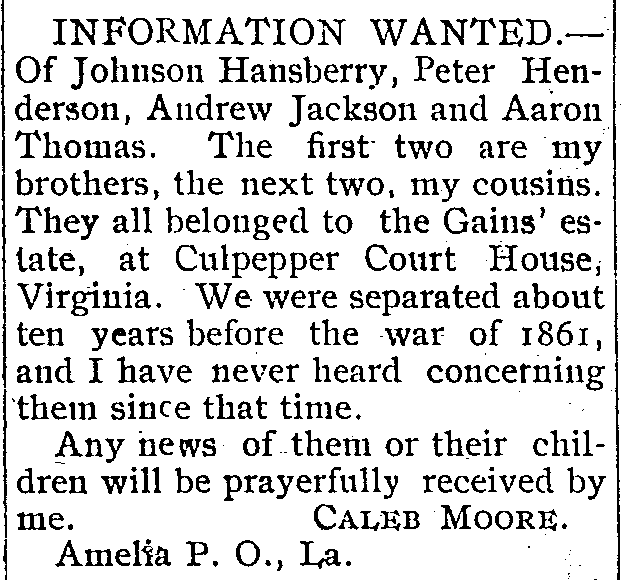 INFORMATION WANTED.—
Of Johnson Hansberry, Peter Hen-
derson, Andrew Jackson and Aaron
Thomas. The first two are my
brothers, the next two, my cousins.
They all belonged to the Gains' es-
tate, at Culpepper Court House,
Virginia. We were separated about
ten years before the war of 1861,
and I have never heard concerning
them since that time.
Any news of them or their chil-
dren will be prayerfully received by
me. CALEB MOORE.
Amelia P. O., La.